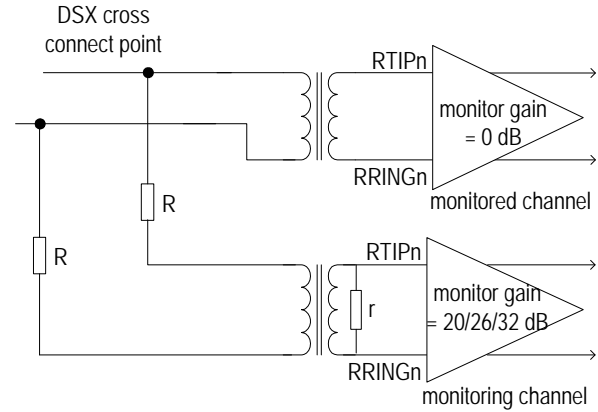 DSX cross
connect point
RTIPn
monitor gain
= 0 dB
RRINGn
monitored channel
R
R
RTIPn
monitor gain
= 20/26/32 dB
r
RRINGn
monitoring channel